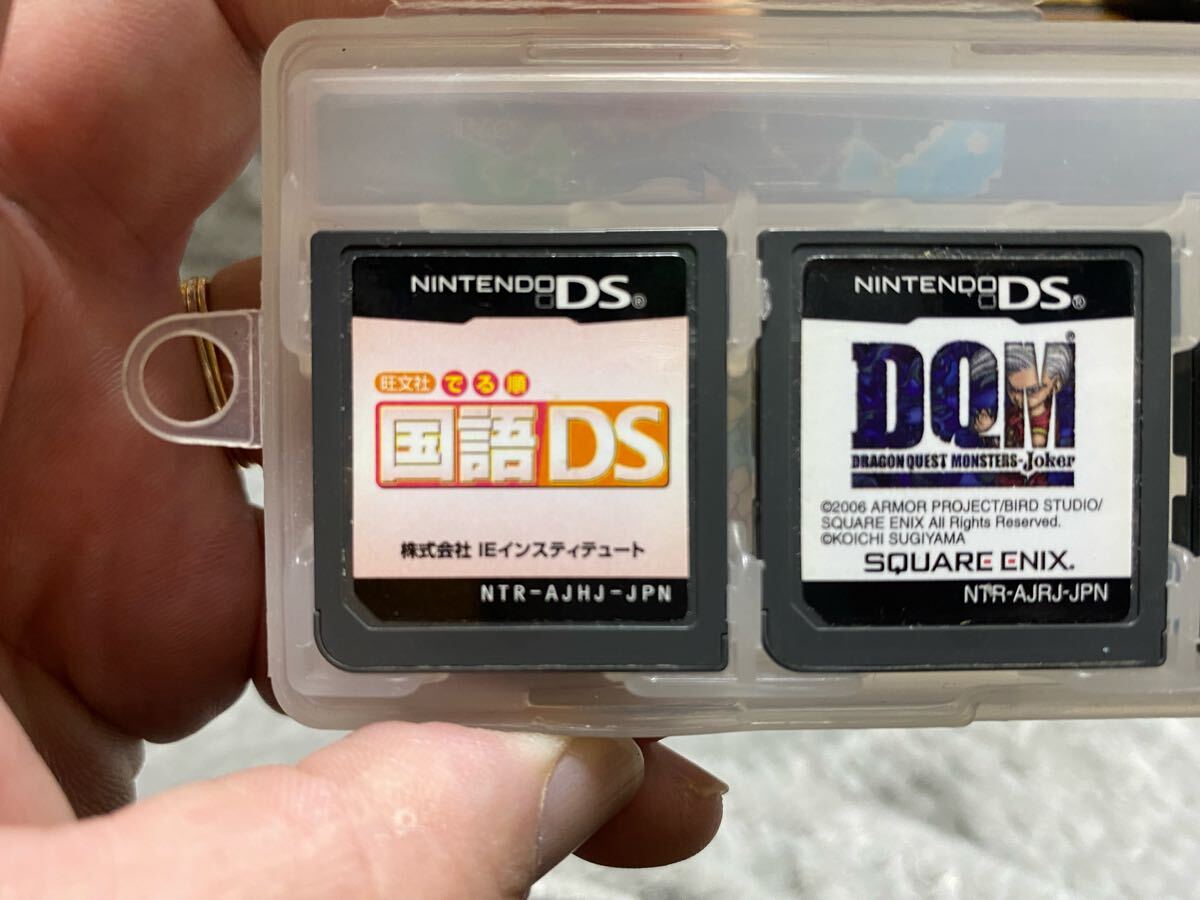 NINTENDO DS®
旺文社 でる順
国語DS
株式会社 IEインスティテュート
NTR-AJHJ-JPN
NINTENDO DS®
DQM®
DRAGON QUEST MONSTERS-Joker
©2006 ARMOR PROJECT/BIRD STUDIO/
SQUARE ENIX All Rights Reserved.
©KOICHI SUGIYAMA
SQUARE ENIX.
NTR-AJRJ-JPN